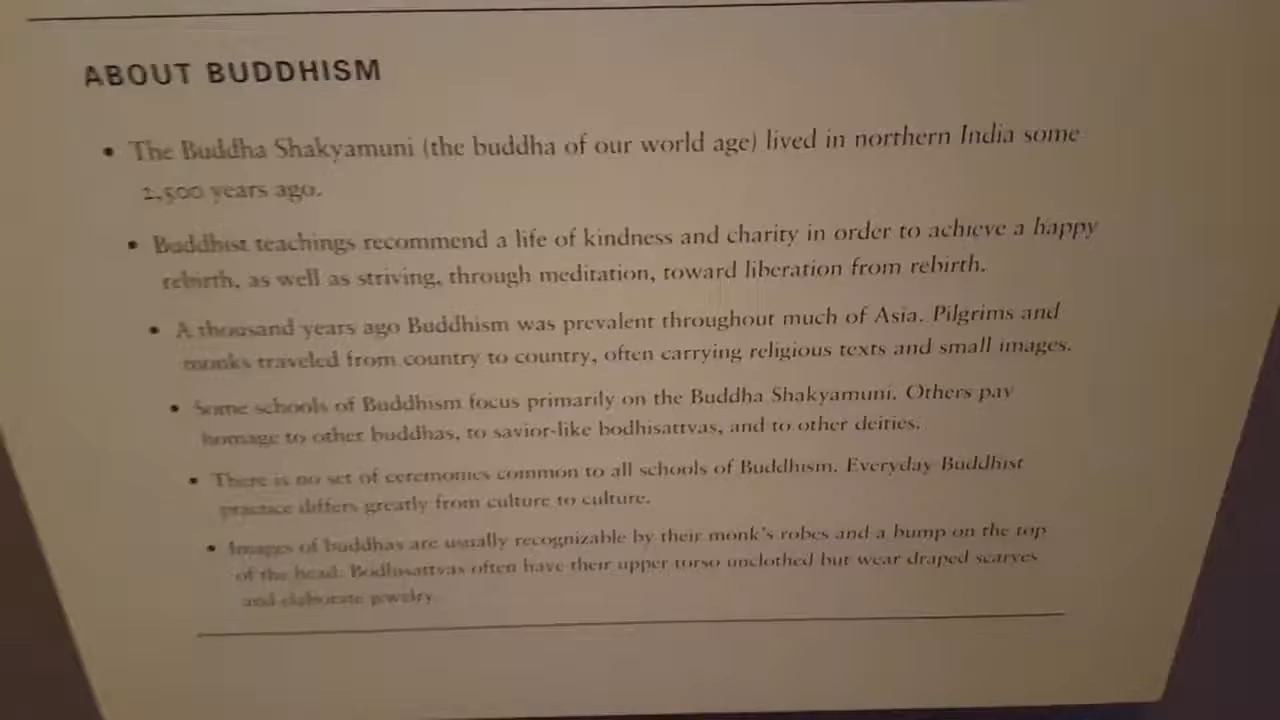 ABOUT BUDDHISM
• The Buddha Shakyamuni (the buddha of our world age) lived in northern India some
2,500 years ago.
• Buddhist teachings recommend a life of kindness and charity in order to achieve a happy
rebirth, as well as striving, through meditation, toward liberation from rebirth.
• A thousand years ago Buddhism was prevalent throughout much of Asia. Pilgrims and
monks traveled from country to country, often carrying religious texts and small images.
• Some schools of Buddhism focus primarily on the Buddha Shakyamuni. Others pay
homage to other buddhas, to savior-like bodhisattvas, and to other deities.
• There is no set of ceremonies common to all schools of Buddhism. Everyday Buddhist
practice differs greatly from culture to culture.
• Images of buddhas are usually recognizable by their monk's robes and a bump on the top
of the head. Bodhisattvas often have their upper torso unclothed but wear draped scarves
and elaborate jewelry.